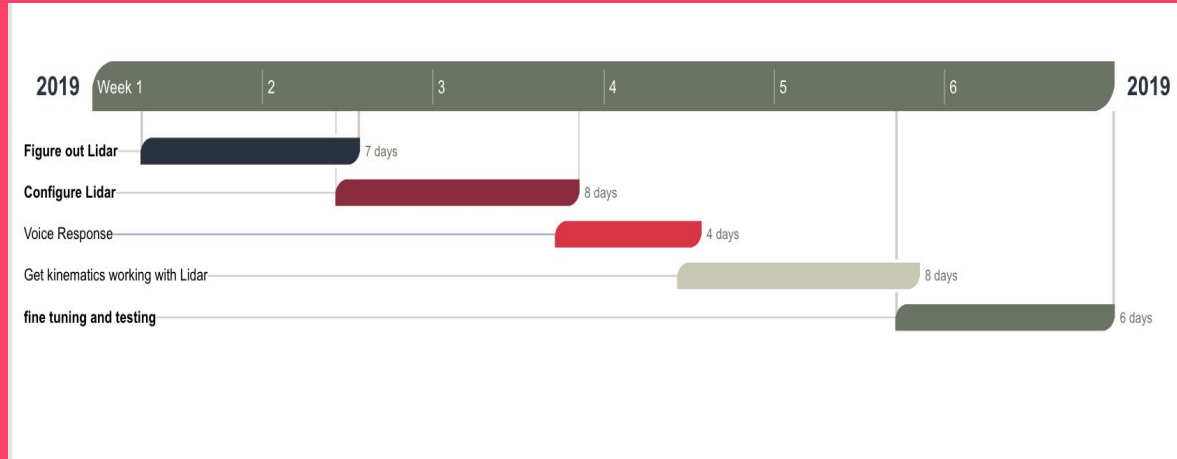 2019 Week 1 2 3 4 5 6 2019
Figure out Lidar 7 days
Configure Lidar 8 days
Voice Response 4 days
Get kinematics working with Lidar 8 days
fine tuning and testing 6 days